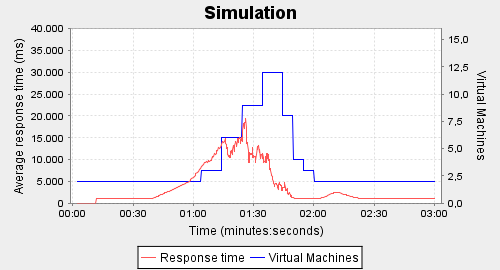 Simulation
40.000
35.000
30.000
25.000
20.000
15.000
10.000
5.000
0
Average response time (ms)
15,0
12,5
10,0
7,5
5,0
2,5
0,0
Virtual Machines
00:00 00:30 01:00 01:30 02:00 02:30 03:00
Time (minutes:seconds)
Response time Virtual Machines